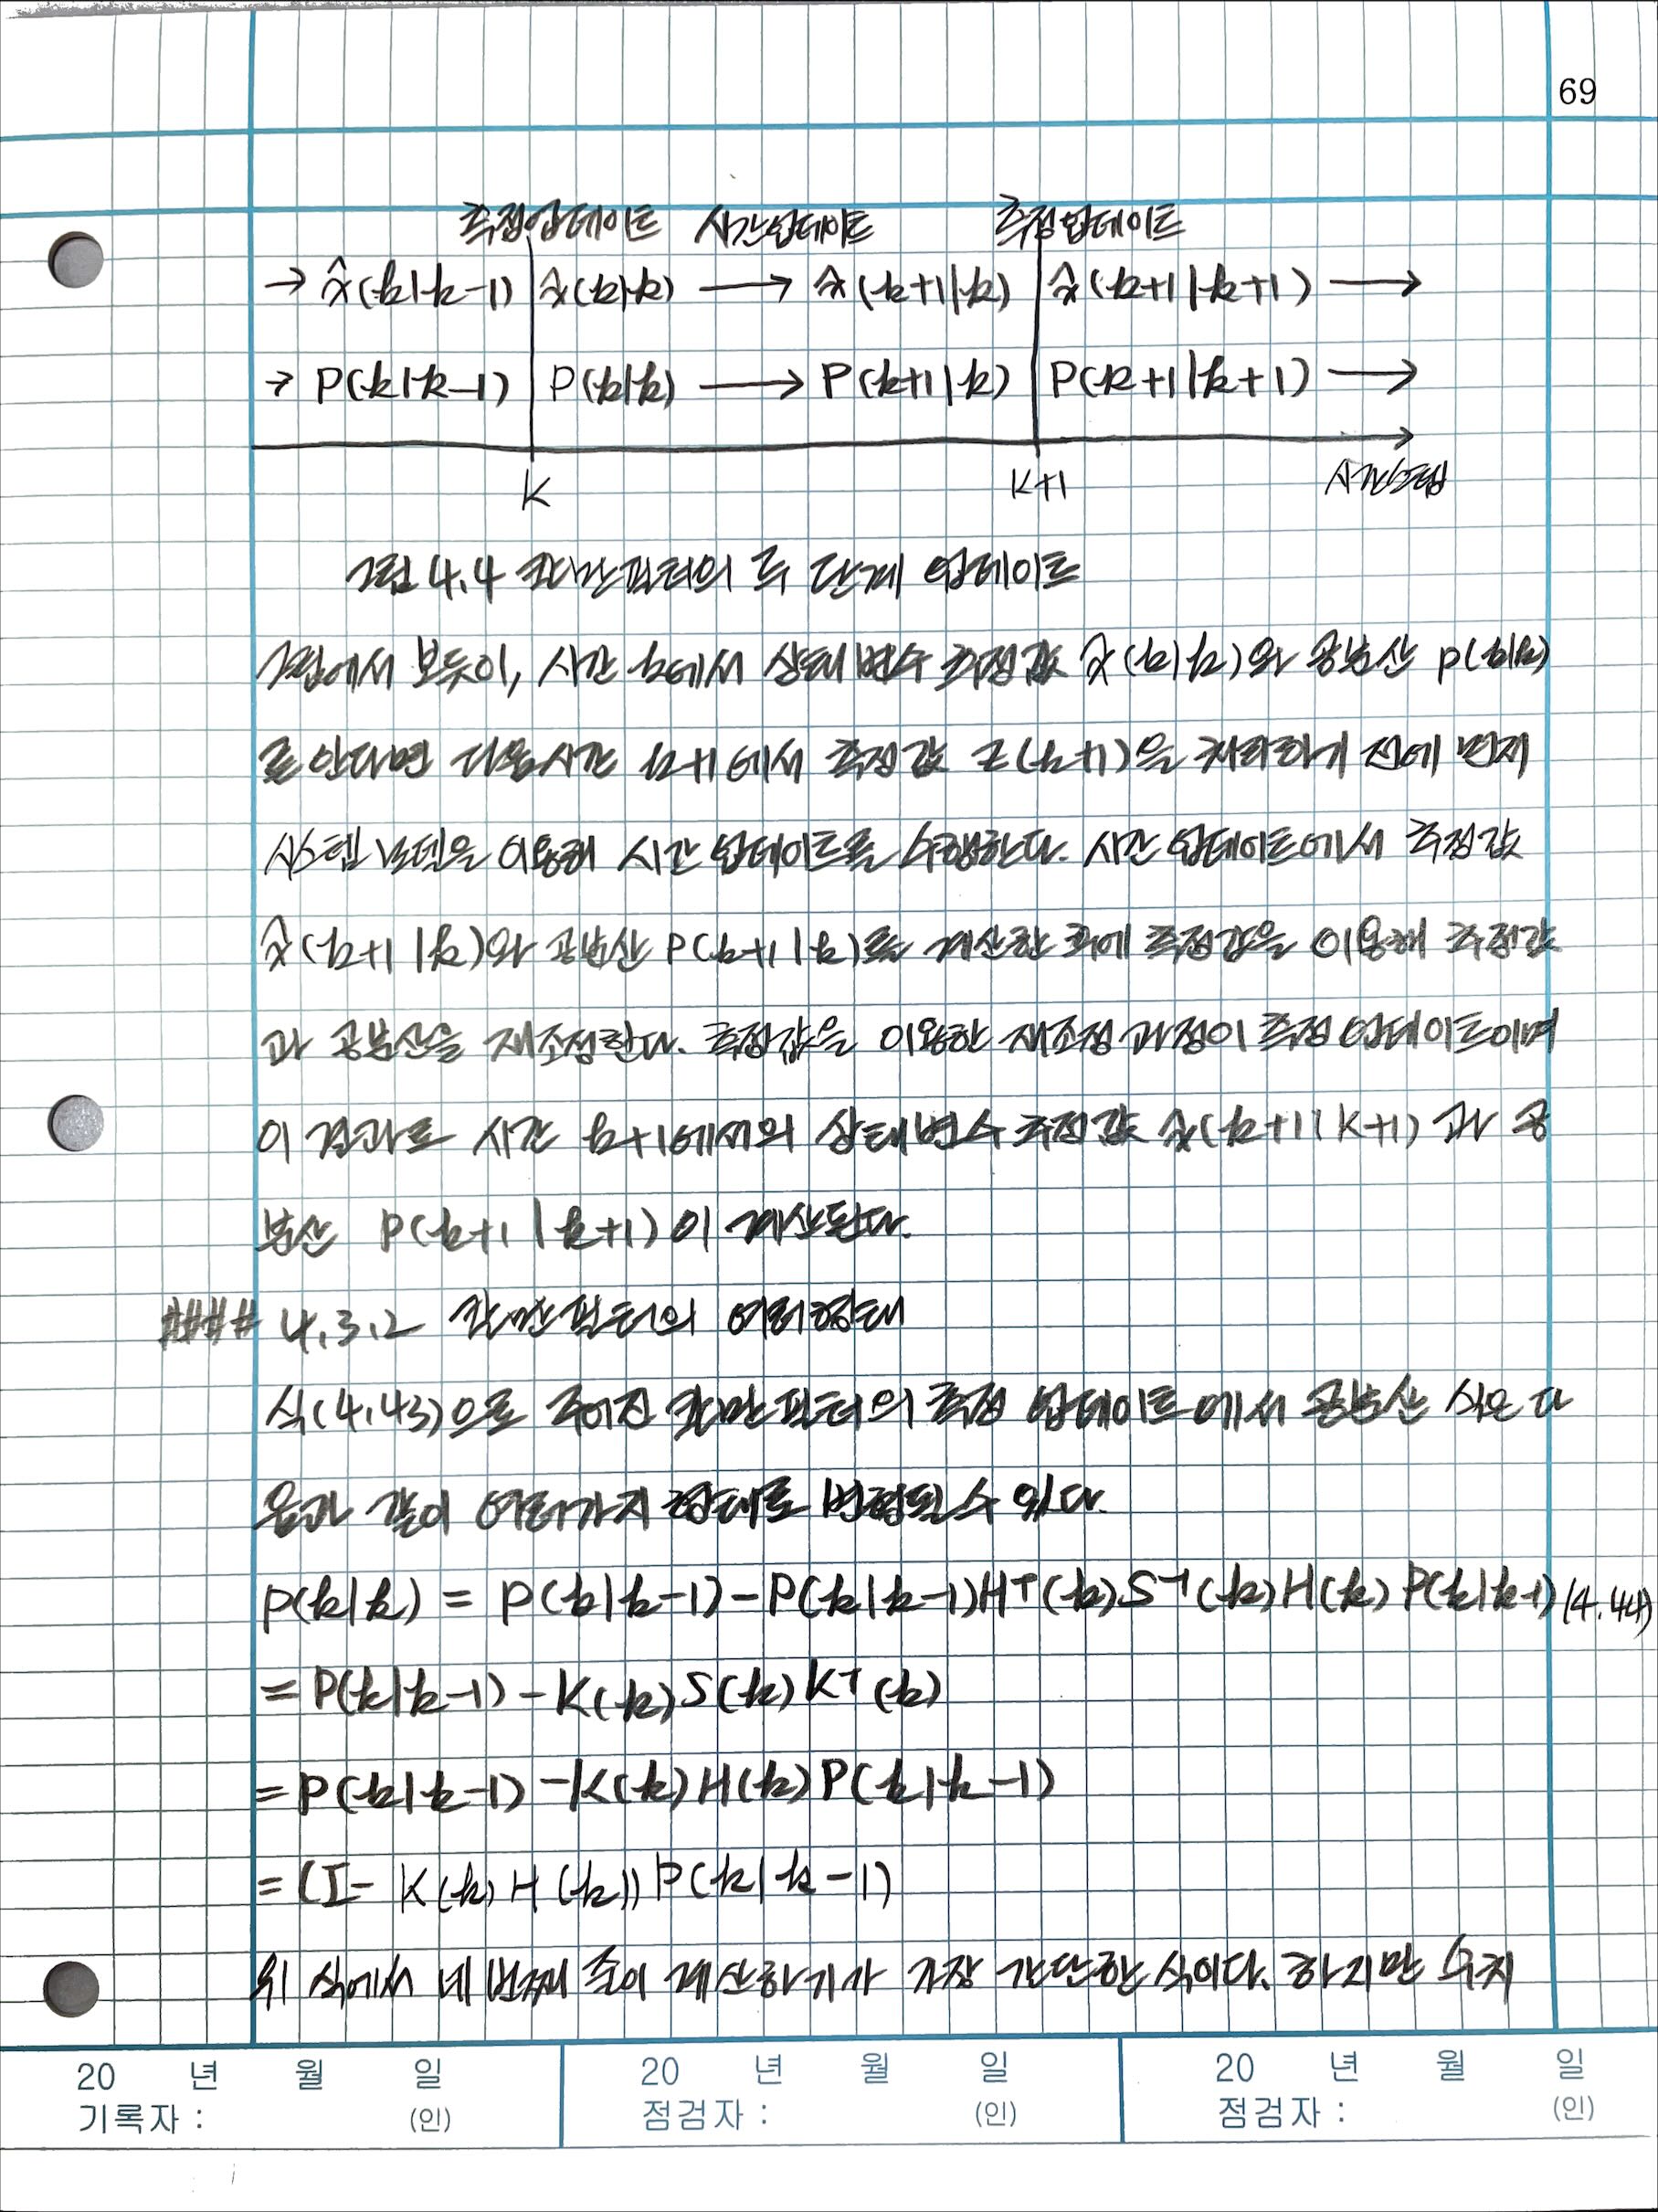 69
측정업데이트 시간업데이트 측정업데이트
→ x̂(k|k-1) x̂(k|k) → x̂(k+1|k) x̂(k+1|k+1) →
→ P(k|k-1) P(k|k) → P(k+1|k) P(k+1|k+1) →
K K+1 시간스텝
그림 4.4 칼만필터의 두 단계 업데이트
그림에서 보듯이, 시간 k에서 상태변수 추정값 x̂(k|k)와 공분산 P(k|k)
를 안다면 다음시간 k+1에서 측정값 z(k+1)을 처리하기 전에 먼저
시스템 모델을 이용해 시간 업데이트를 수행한다. 시간 업데이트에서 추정값
x̂(k+1|k)와 공분산 P(k+1|k)를 계산한 후에 측정값을 이용해 추정값
과 공분산을 재조정한다. 측정값을 이용한 재조정 과정이 측정 업데이트이며
이 결과로 시간 k+1에서의 상태변수 추정값 x̂(k+1|k+1)과 공
분산 P(k+1|k+1)이 계산된다.
#### 4.3.2 칼만필터의 여러형태
식(4.43)으로 주어진 칼만필터의 측정 업데이트에서 공분산 식은 다
음과 같이 여러가지 형태로 변형될 수 있다.
P(k|k) = P(k|k-1)-P(k|k-1)Hᵀ(k)S⁻¹(k)H(k)P(k|k-1) (4.44)
= P(k|k-1)-K(k)S(k)Kᵀ(k)
= P(k|k-1)-K(k)H(k)P(k|k-1)
= (I-K(k)H(k))P(k|k-1)
위 식에서 네 번째 줄이 계산하기가 가장 간단한 식이다. 하지만 수치
20 년 월 일 20 년 월 일 20 년 월 일
기록자 : (인) 점검자 : (인) 점검자 : (인)